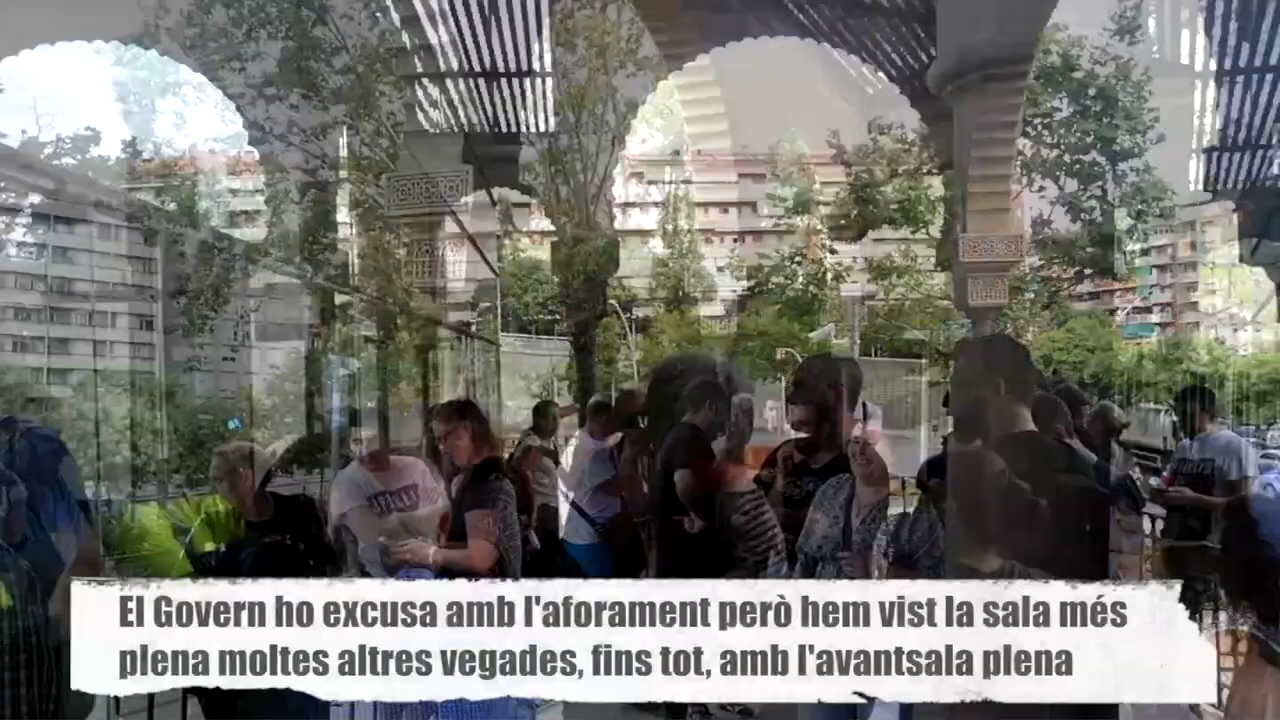 El Govern ho excusa amb l'aforament però hem vist la sala més
plena moltes altres vegades, fins tot, amb l'avantsala plena